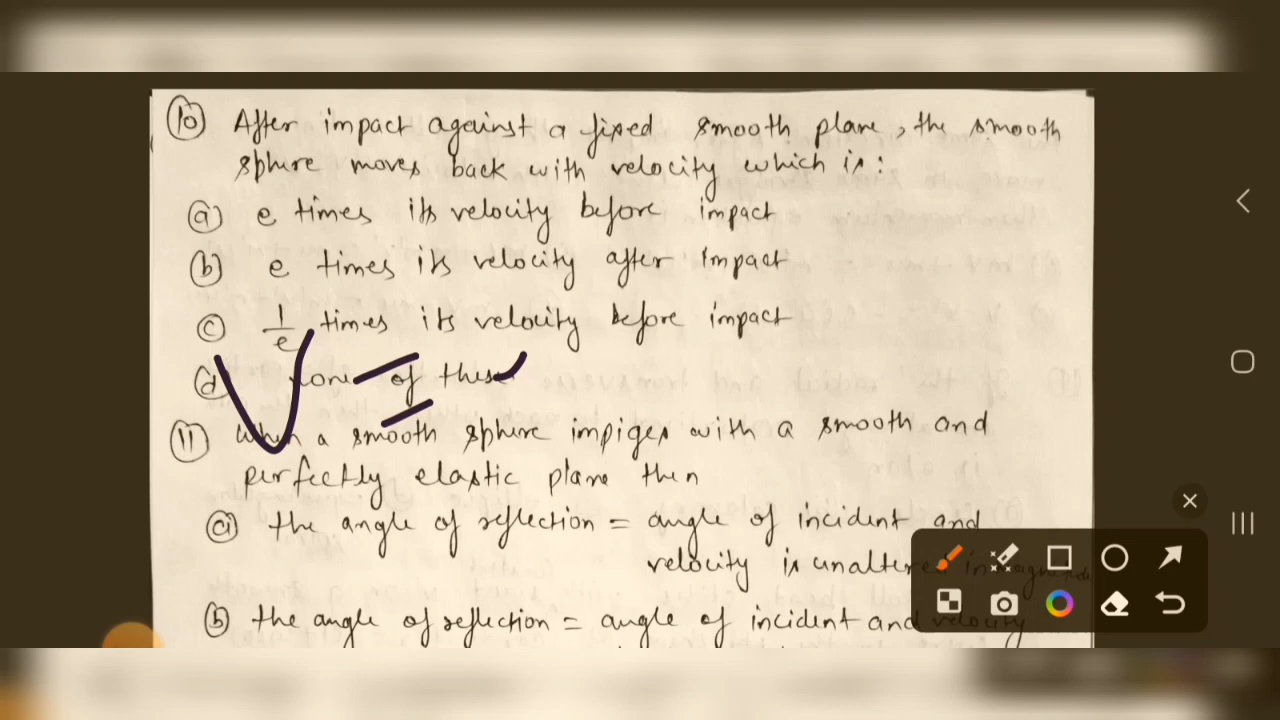 10 After impact against a fixed smooth plane, the smooth
sphere moves back with velocity which is:
(a) e times its velocity before impact
(b) e times its velocity after impact
(c) 1/e times its velocity before impact
(d) none of these
11 When a smooth sphere impiges with a smooth and
perfectly elastic plane then
(a) the angle of reflection = angle of incident and
velocity is unaltered in
(b) the angle of reflection = angle of incident and velocity